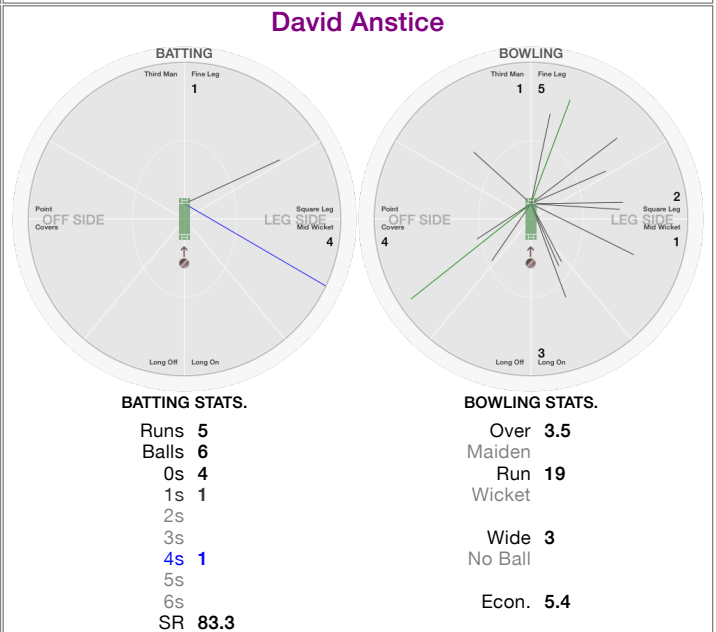 David Anstice
BATTING
Third Man Fine Leg
1
Point Square Leg
OFF SIDE LEG SIDE
Covers Mid Wicket
4
Long Off Long On
BATTING STATS.
Runs 5
Balls 6
0s 4
1s 1
2s
3s
4s 1
5s
6s
SR 83.3
BOWLING
Third Man Fine Leg
1 5
2
Point Square Leg
OFF SIDE LEG SIDE
Covers Mid Wicket
4 1
3
Long Off Long On
BOWLING STATS.
Over 3.5
Maiden
Run 19
Wicket
Wide 3
No Ball
Econ. 5.4